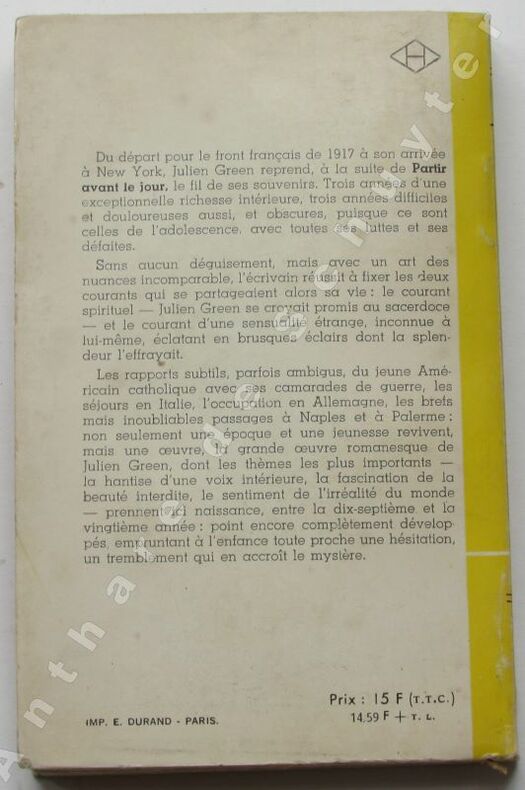 H
Du départ pour le front français de 1917 à son arrivée
à New York, Julien Green reprend, à la suite de Partir
avant le jour, le fil de ses souvenirs. Trois années d'une
exceptionnelle richesse intérieure, trois années difficiles
et douloureuses aussi, et obscures, puisque ce sont
celles de l'adolescence, avec toutes ses luttes et ses
défaites.
Sans aucun déguisement, mais avec un art des
nuances incomparable, l'écrivain réussit à fixer les deux
courants qui se partageaient alors sa vie : le courant
spirituel — Julien Green se croyait promis au sacerdoce
— et le courant d'une sensualité étrange, inconnue à
lui-même, éclatant en brusques éclairs dont la splen-
deur l'effrayait.
Les rapports subtils, parfois ambigus, du jeune Amé-
ricain catholique avec ses camarades de guerre, les
séjours en Italie, l'occupation en Allemagne, les brefs
mais inoubliables passages à Naples et à Palerme :
non seulement une époque et une jeunesse revivent,
mais une œuvre, la grande œuvre romanesque de
Julien Green, dont les thèmes les plus importants —
la hantise d'une voix intérieure, la fascination de la
beauté interdite, le sentiment de l'irréalité du monde
— prennent ici naissance, entre la dix-septième et la
vingtième année : point encore complètement dévelop-
pés, empruntant à l'enfance toute proche une hésitation,
un tremblement qui en accroît le mystère.
Prix : 15 F (T.T.C.)
14.59 F + T. L.
IMP. E. DURAND - PARIS.